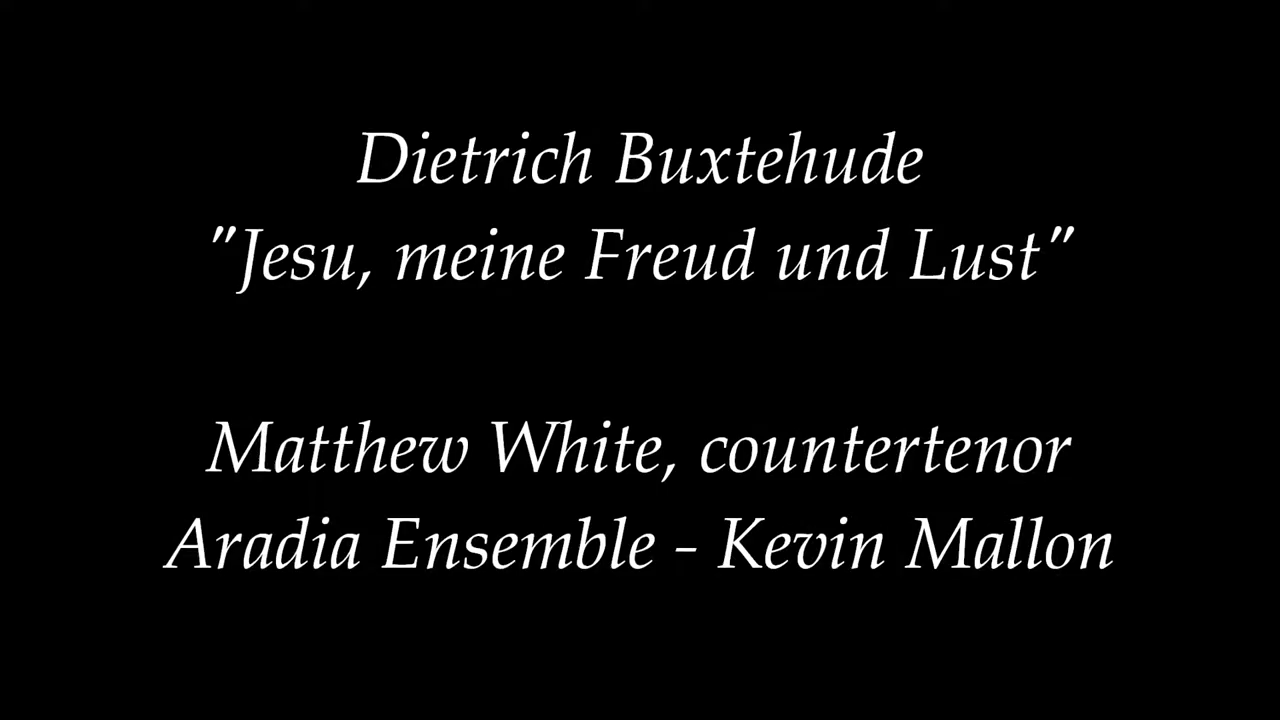 Dietrich Buxtehude
"Jesu, meine Freud und Lust"
Matthew White, countertenor
Aradia Ensemble - Kevin Mallon